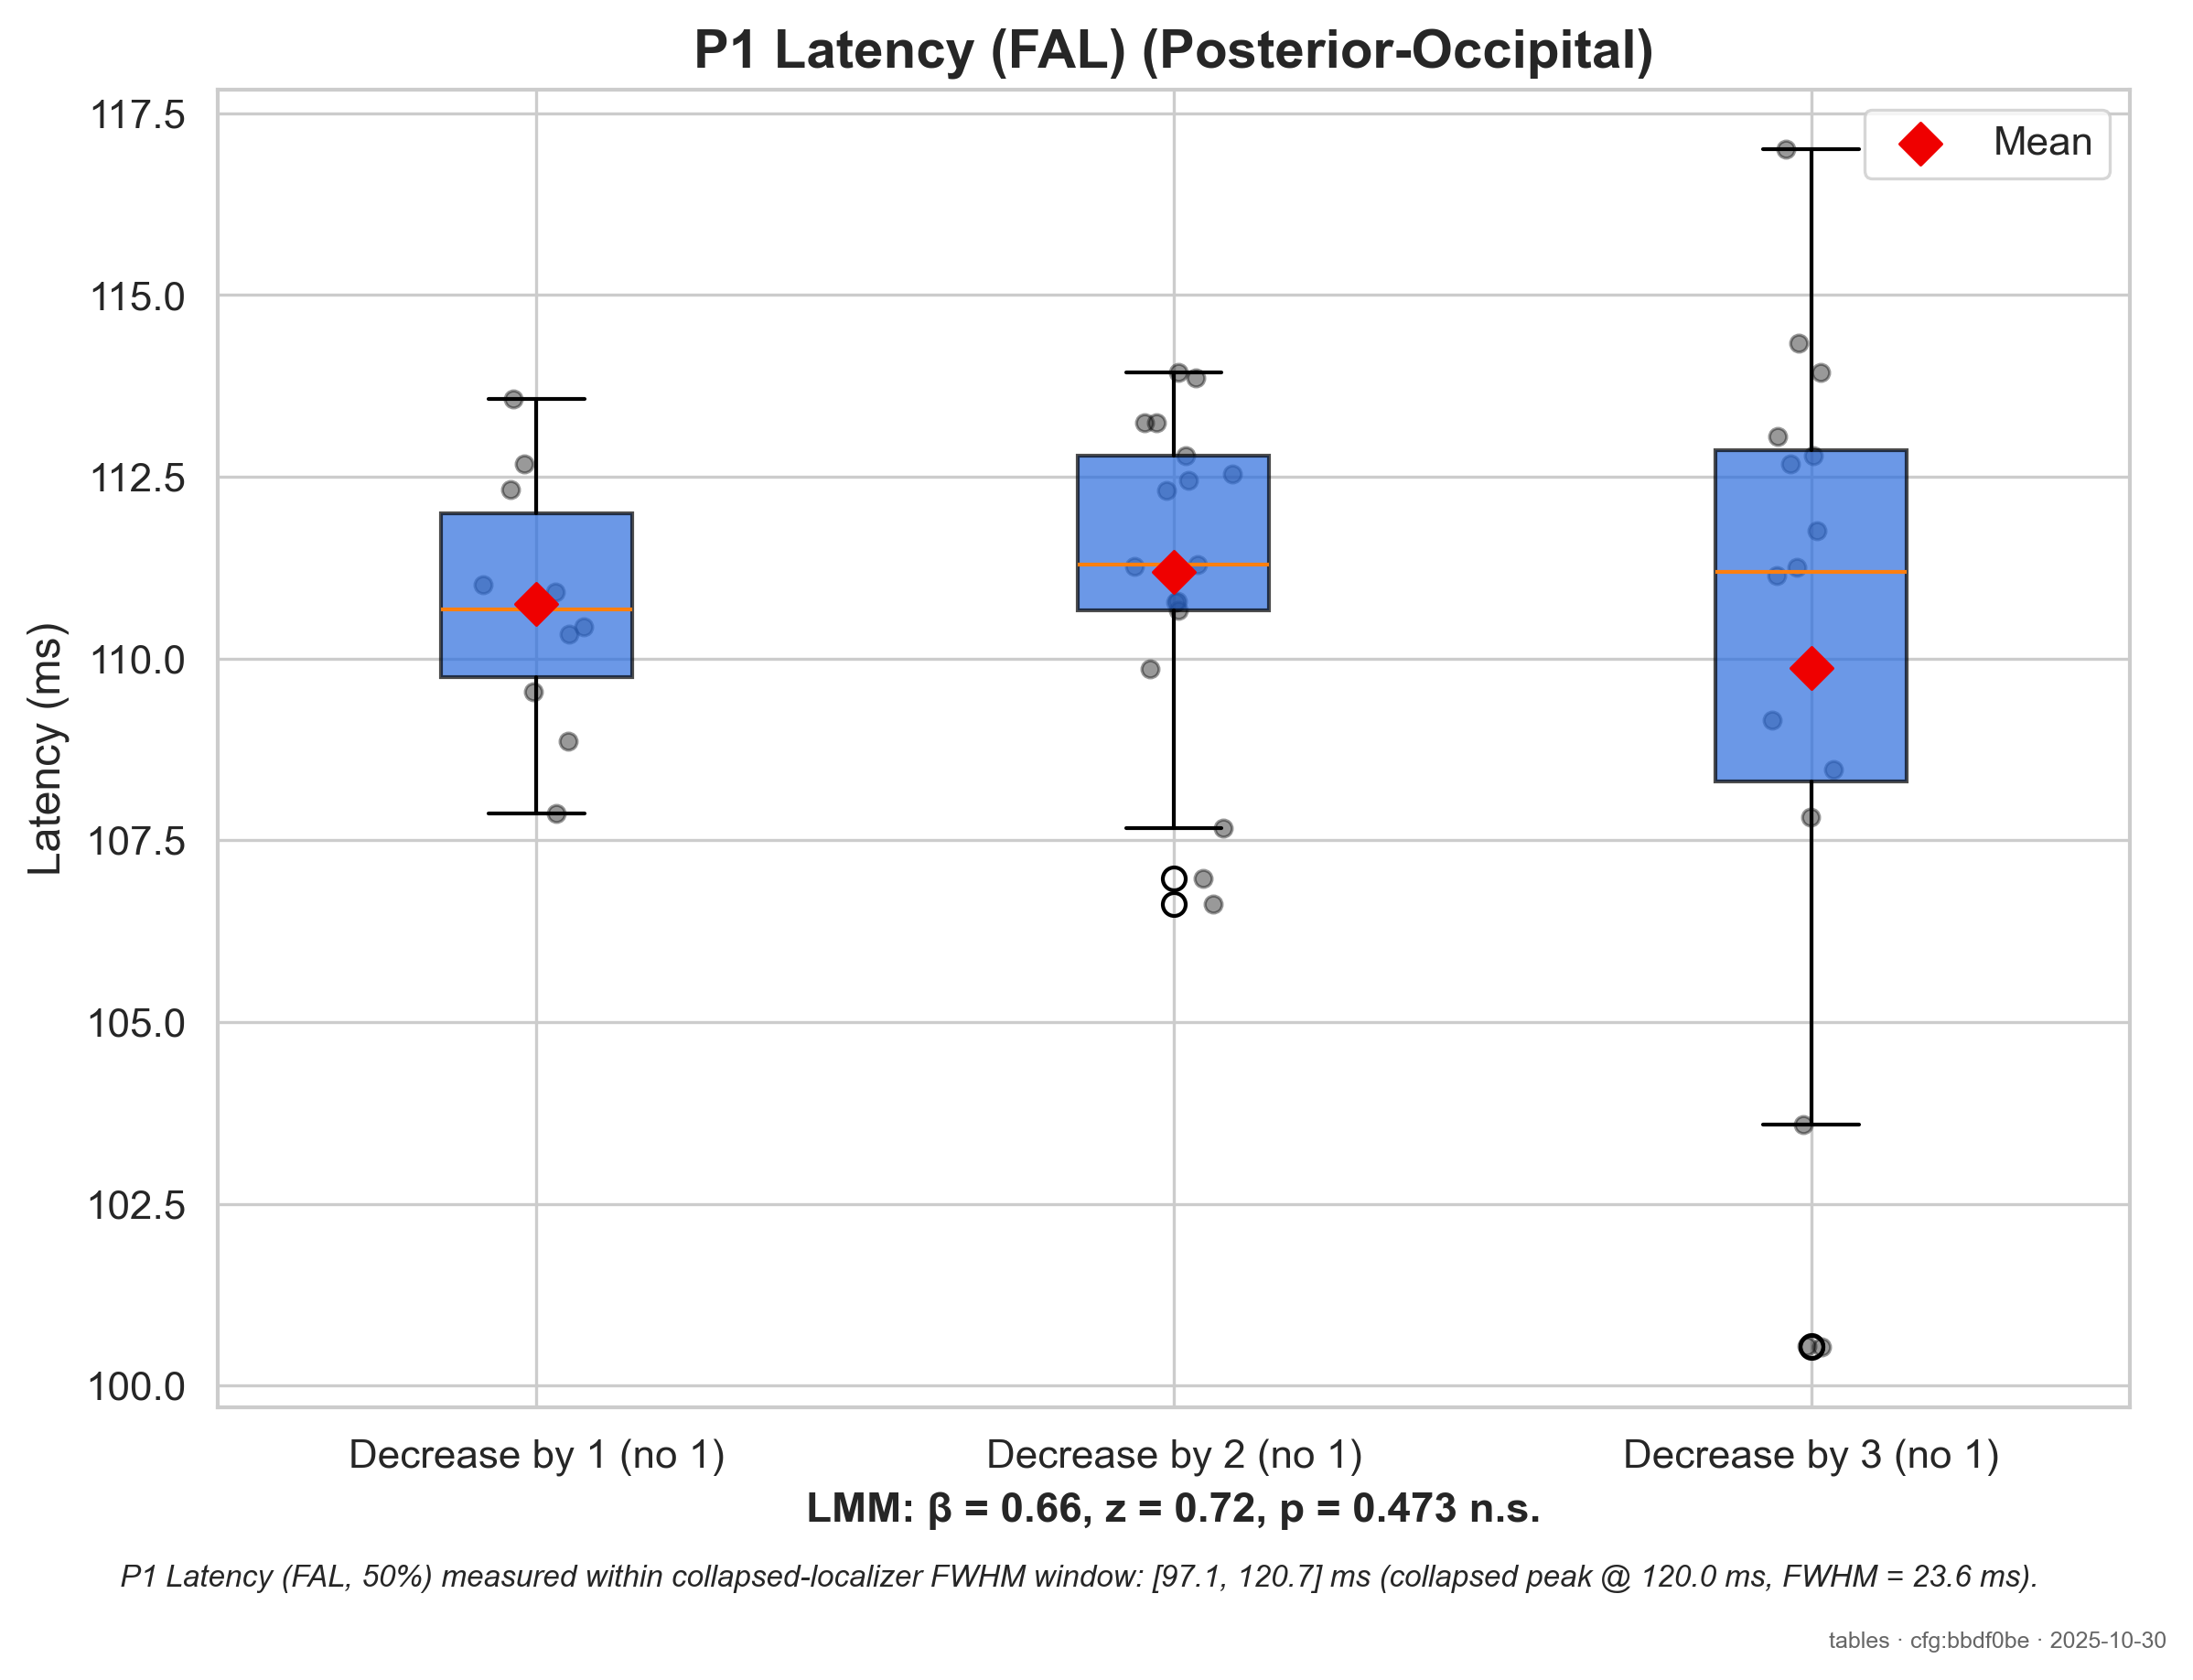 P1 Latency (FAL) (Posterior-Occipital)
Mean
117.5
115.0
112.5
110.0
107.5
105.0
102.5
100.0
Latency (ms)
Decrease by 1 (no 1)
Decrease by 2 (no 1)
Decrease by 3 (no 1)
LMM: β = 0.66, z = 0.72, p = 0.473 n.s.
P1 Latency (FAL, 50%) measured within collapsed-localizer FWHM window: [97.1, 120.7] ms (collapsed peak @ 120.0 ms, FWHM = 23.6 ms).
tables · cfg:bbdf0be · 2025-10-30